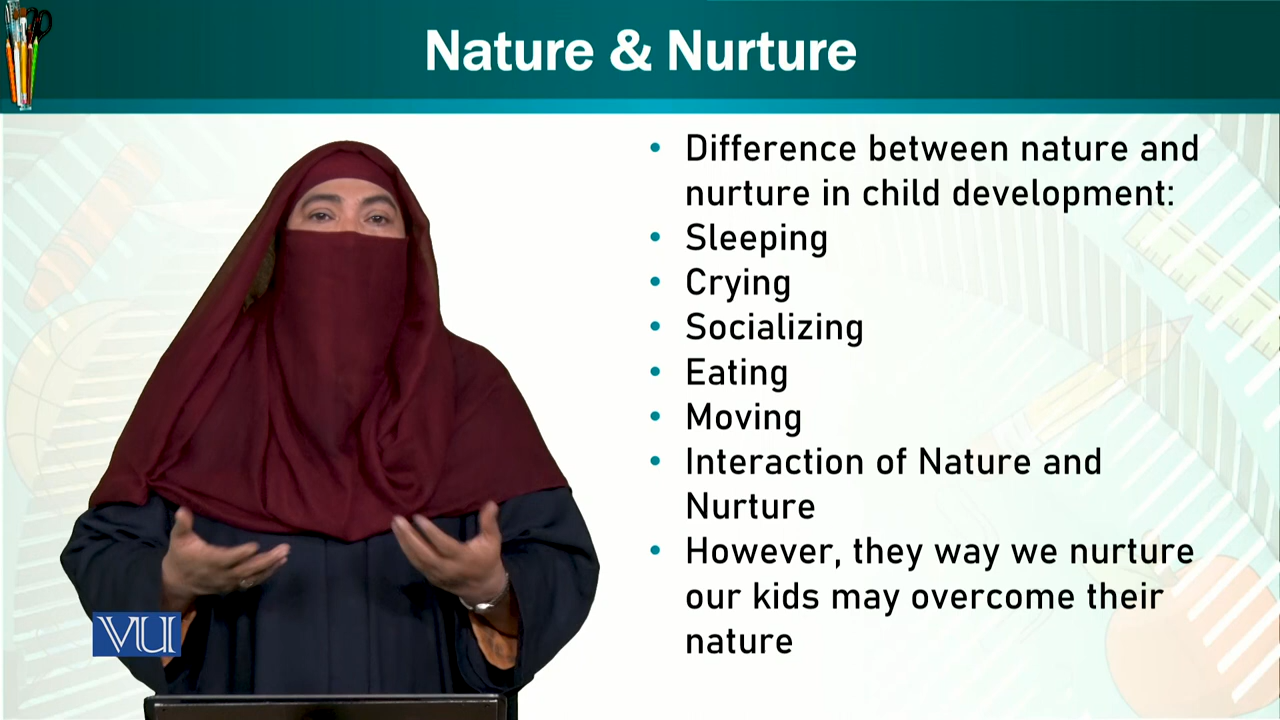 Nature & Nurture
• Difference between nature and
nurture in child development:
• Sleeping
• Crying
• Socializing
• Eating
• Moving
• Interaction of Nature and
Nurture
• However, they way we nurture
our kids may overcome their
nature
VU